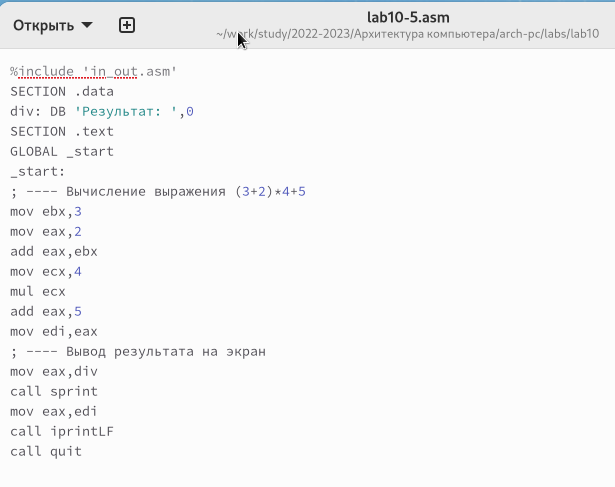 Открыть
lab10-5.asm
~/work/study/2022-2023/Архитектура компьютера/arch-pc/labs/lab10
%include 'in_out.asm'
SECTION .data
div: DB 'Результат: ',0
SECTION .text
GLOBAL _start
_start:
; ---- Вычисление выражения (3+2)*4+5
mov ebx,3
mov eax,2
add eax,ebx
mov ecx,4
mul ecx
add eax,5
mov edi,eax
; ---- Вывод результата на экран
mov eax,div
call sprint
mov eax,edi
call iprintLF
call quit